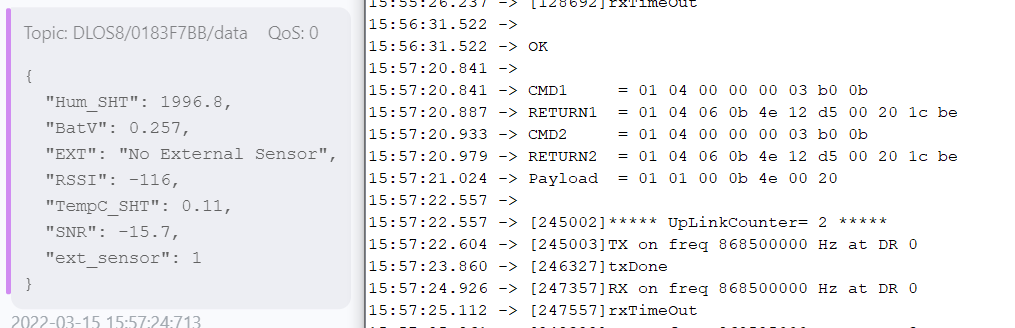 Topic: DLOS8/0183F7BB/data QoS: 0
{
"Hum_SHT": 1996.8,
"BatV": 0.257,
"EXT": "No External Sensor",
"RSSI": -116,
"TempC_SHT": 0.11,
"SNR": -15.7,
"ext_sensor": 1
}
2022-03-15 15:57:24:713
15:55:26.237 -> [128692]rxTimeOut
15:56:31.522 ->
15:56:31.522 -> OK
15:57:20.841 ->
15:57:20.841 -> CMD1 = 01 04 00 00 00 03 b0 0b
15:57:20.887 -> RETURN1 = 01 04 06 0b 4e 12 d5 00 20 1c be
15:57:20.933 -> CMD2 = 01 04 00 00 00 03 b0 0b
15:57:20.979 -> RETURN2 = 01 04 06 0b 4e 12 d5 00 20 1c be
15:57:21.024 -> Payload = 01 01 00 0b 4e 00 20
15:57:22.557 ->
15:57:22.557 -> [245002]***** UpLinkCounter= 2 *****
15:57:22.604 -> [245003]TX on freq 868500000 Hz at DR 0
15:57:23.860 -> [246327]txDone
15:57:24.926 -> [247357]RX on freq 868500000 Hz at DR 0
15:57:25.112 -> [247557]rxTimeOut